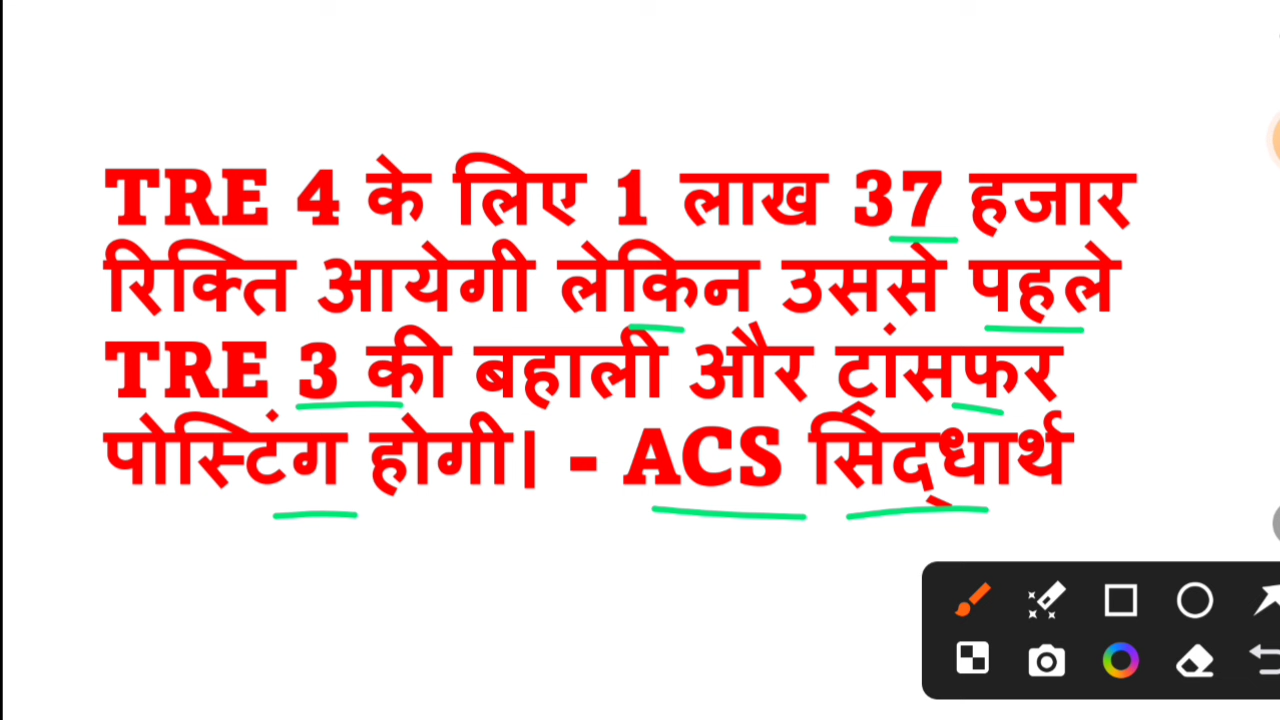 TRE 4 के लिए 1 लाख 37 हजार
रिक्ति आयेगी लेकिन उससे पहले
TRE 3 की बहाली और ट्रांसफर
पोस्टिंग होगी। - ACS सिद्धार्थ